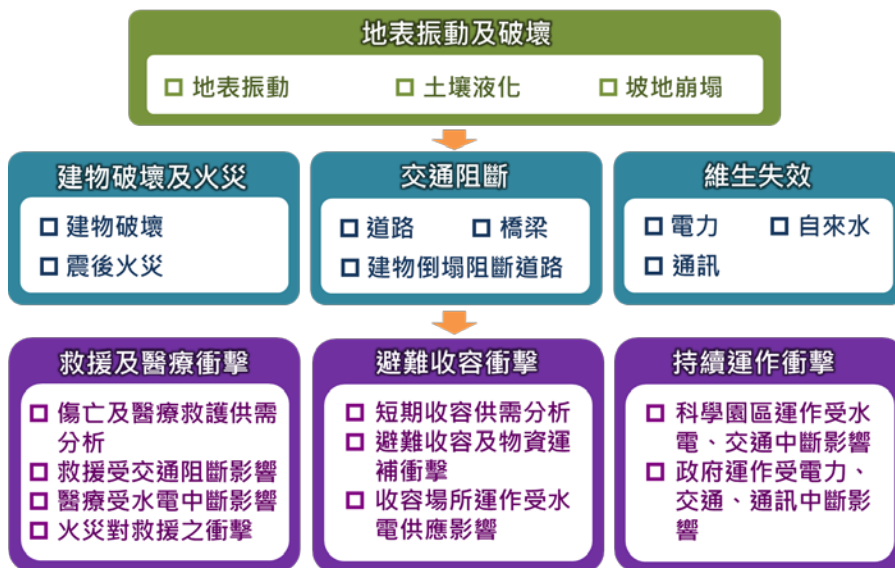 地表振動及破壞
□ 地表振動 □ 土壤液化 □ 坡地崩塌
建物破壞及火災
□ 建物破壞
□ 震後火災
交通阻斷
□ 道路 □ 橋梁
□ 建物倒塌阻斷道路
維生失效
□ 電力 □ 自來水
□ 通訊
救援及醫療衝擊
□ 傷亡及醫療救護供需
分析
□ 救援受交通阻斷影響
□ 醫療受水電中斷影響
□ 火災對救援之衝擊
避難收容衝擊
□ 短期收容供需分析
□ 避難收容及物資運
補衝擊
□ 收容場所運作受水
電供應影響
持續運作衝擊
□ 科學園區運作受水
電、交通中斷影響
□ 政府運作受電力、
交通、通訊中斷影
響